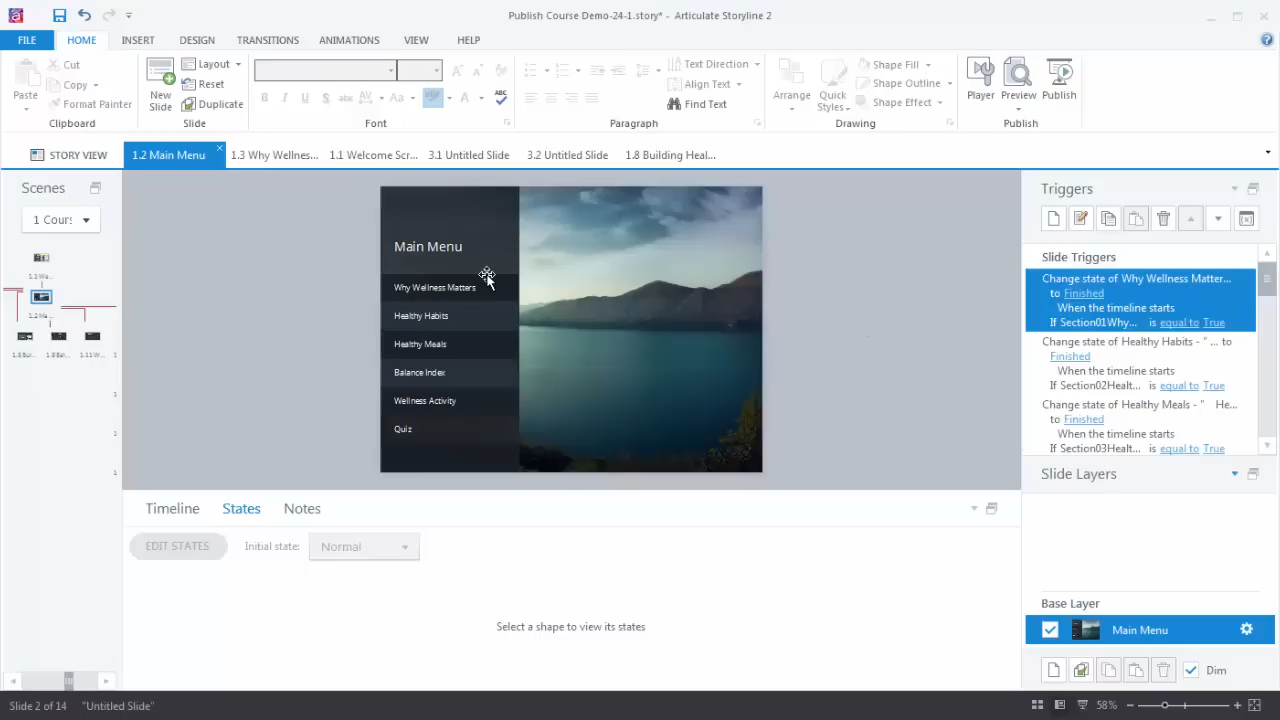 Publish Course Demo-24-1.story* - Articulate Storyline 2
FILE HOME INSERT DESIGN TRANSITIONS ANIMATIONS VIEW HELP
Paste
Cut
Copy
Format Painter
Clipboard
New Slide
Layout
Reset
Duplicate
Slide
B I U S abc AV Aa A ABC
Font
Text Direction
Align Text
Find Text
Paragraph
Arrange
Quick Styles
Shape Fill
Shape Outline
Shape Effect
Drawing
Player
Preview
Publish
Publish
STORY VIEW
1.2 Main Menu
1.3 Why Wellnes...
1.1 Welcome Scr...
3.1 Untitled Slide
3.2 Untitled Slide
1.8 Building Heal...
Scenes
1 Cour
Main Menu
Why Wellness Matters
Healthy Habits
Healthy Meals
Balance Index
Wellness Activity
Quiz
Triggers
Slide Triggers
Change state of Why Wellness Matter...
to Finished
When the timeline starts
If Section01Why... is equal to True
Change state of Healthy Habits - " ... to
Finished
When the timeline starts
If Section02Healt... is equal to True
Change state of Healthy Meals - " He...
to Finished
When the timeline starts
If Section03Healt... is equal to True
Slide Layers
Base Layer
Main Menu
Dim
Timeline States Notes
EDIT STATES
Initial state:
Normal
Select a shape to view its states
Slide 2 of 14
"Untitled Slide"
58%